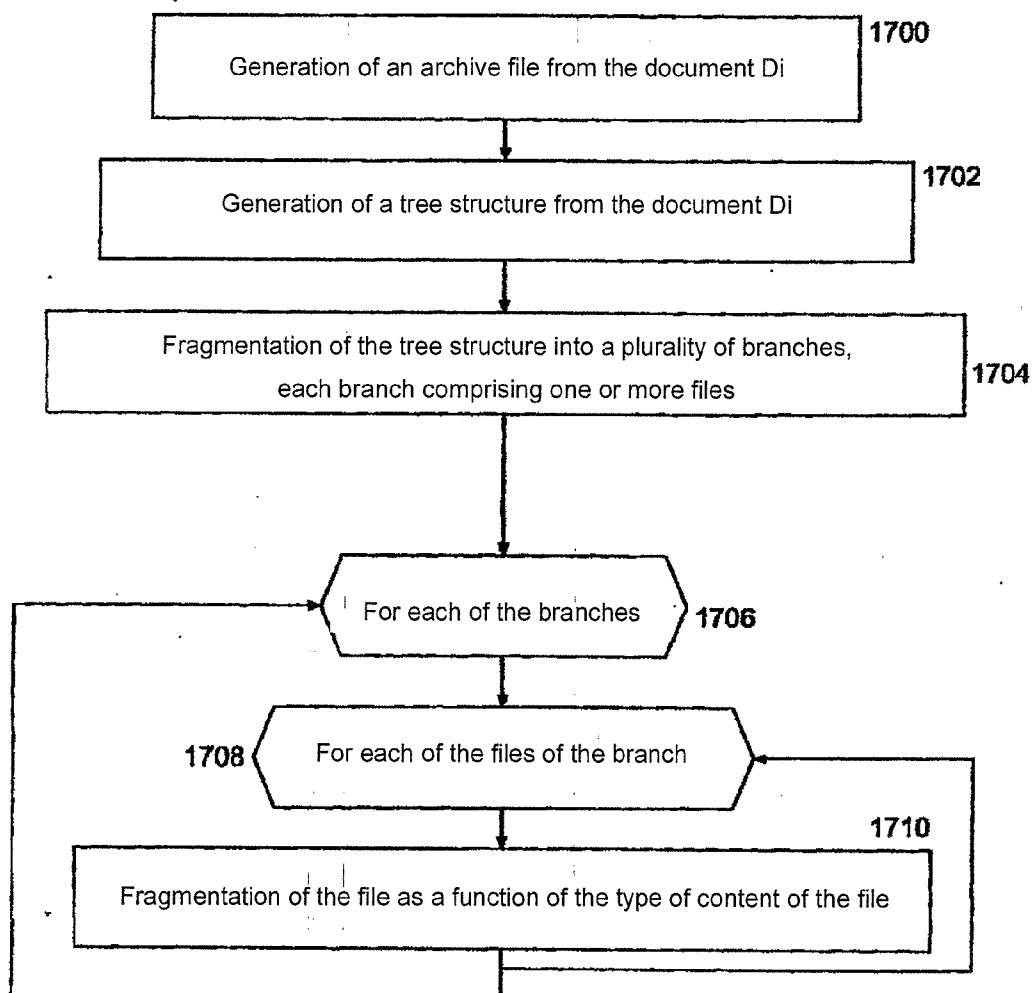 1700
Generation of an archive file from the document Di
1702
Generation of a tree structure from the document Di
Fragmentation of the tree structure into a plurality of branches,
each branch comprising one or more files
1704
For each of the branches
1706
1708
For each of the files of the branch
1710
Fragmentation of the file as a function of the type of content of the file